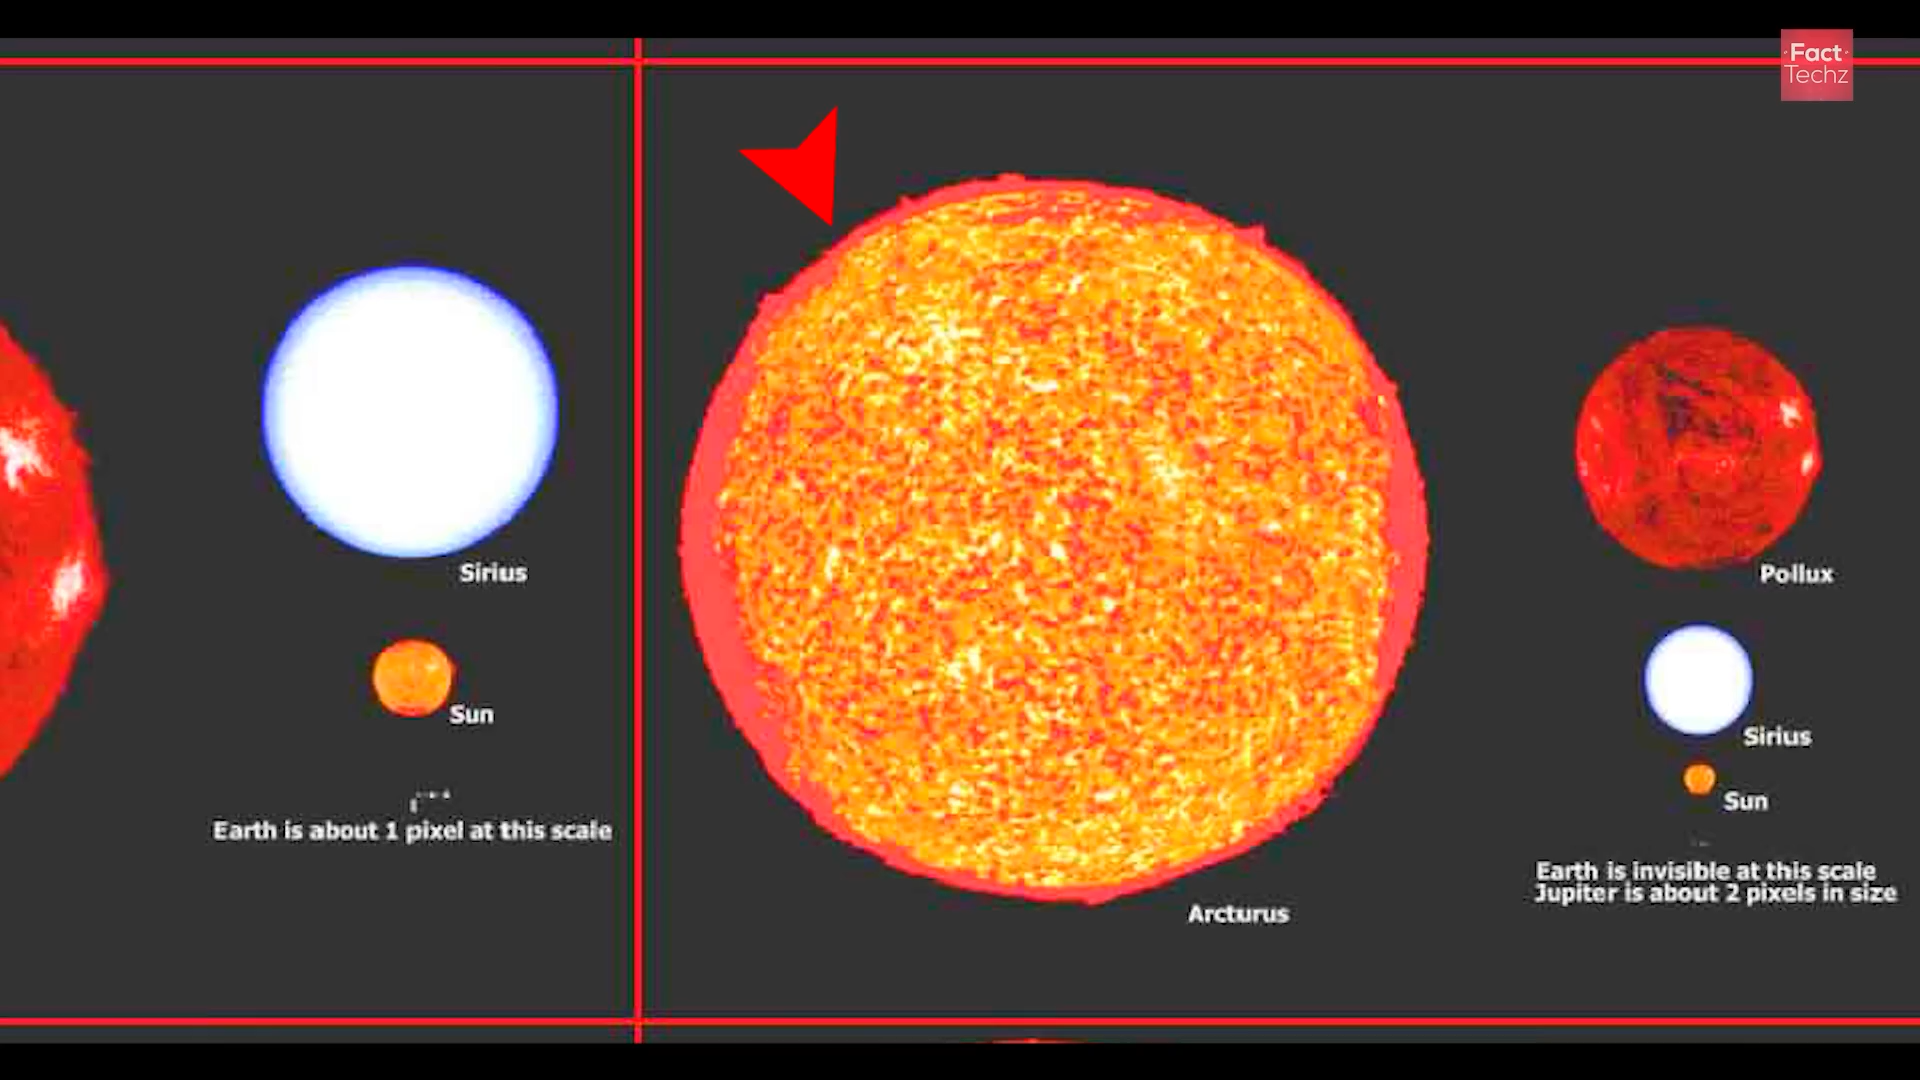 Fact
Techz
Sirius
Sun
Earth is about 1 pixel at this scale
Arcturus
Pollux
Sirius
Sun
Earth is invisible at this scale
Jupiter is about 2 pixels in size